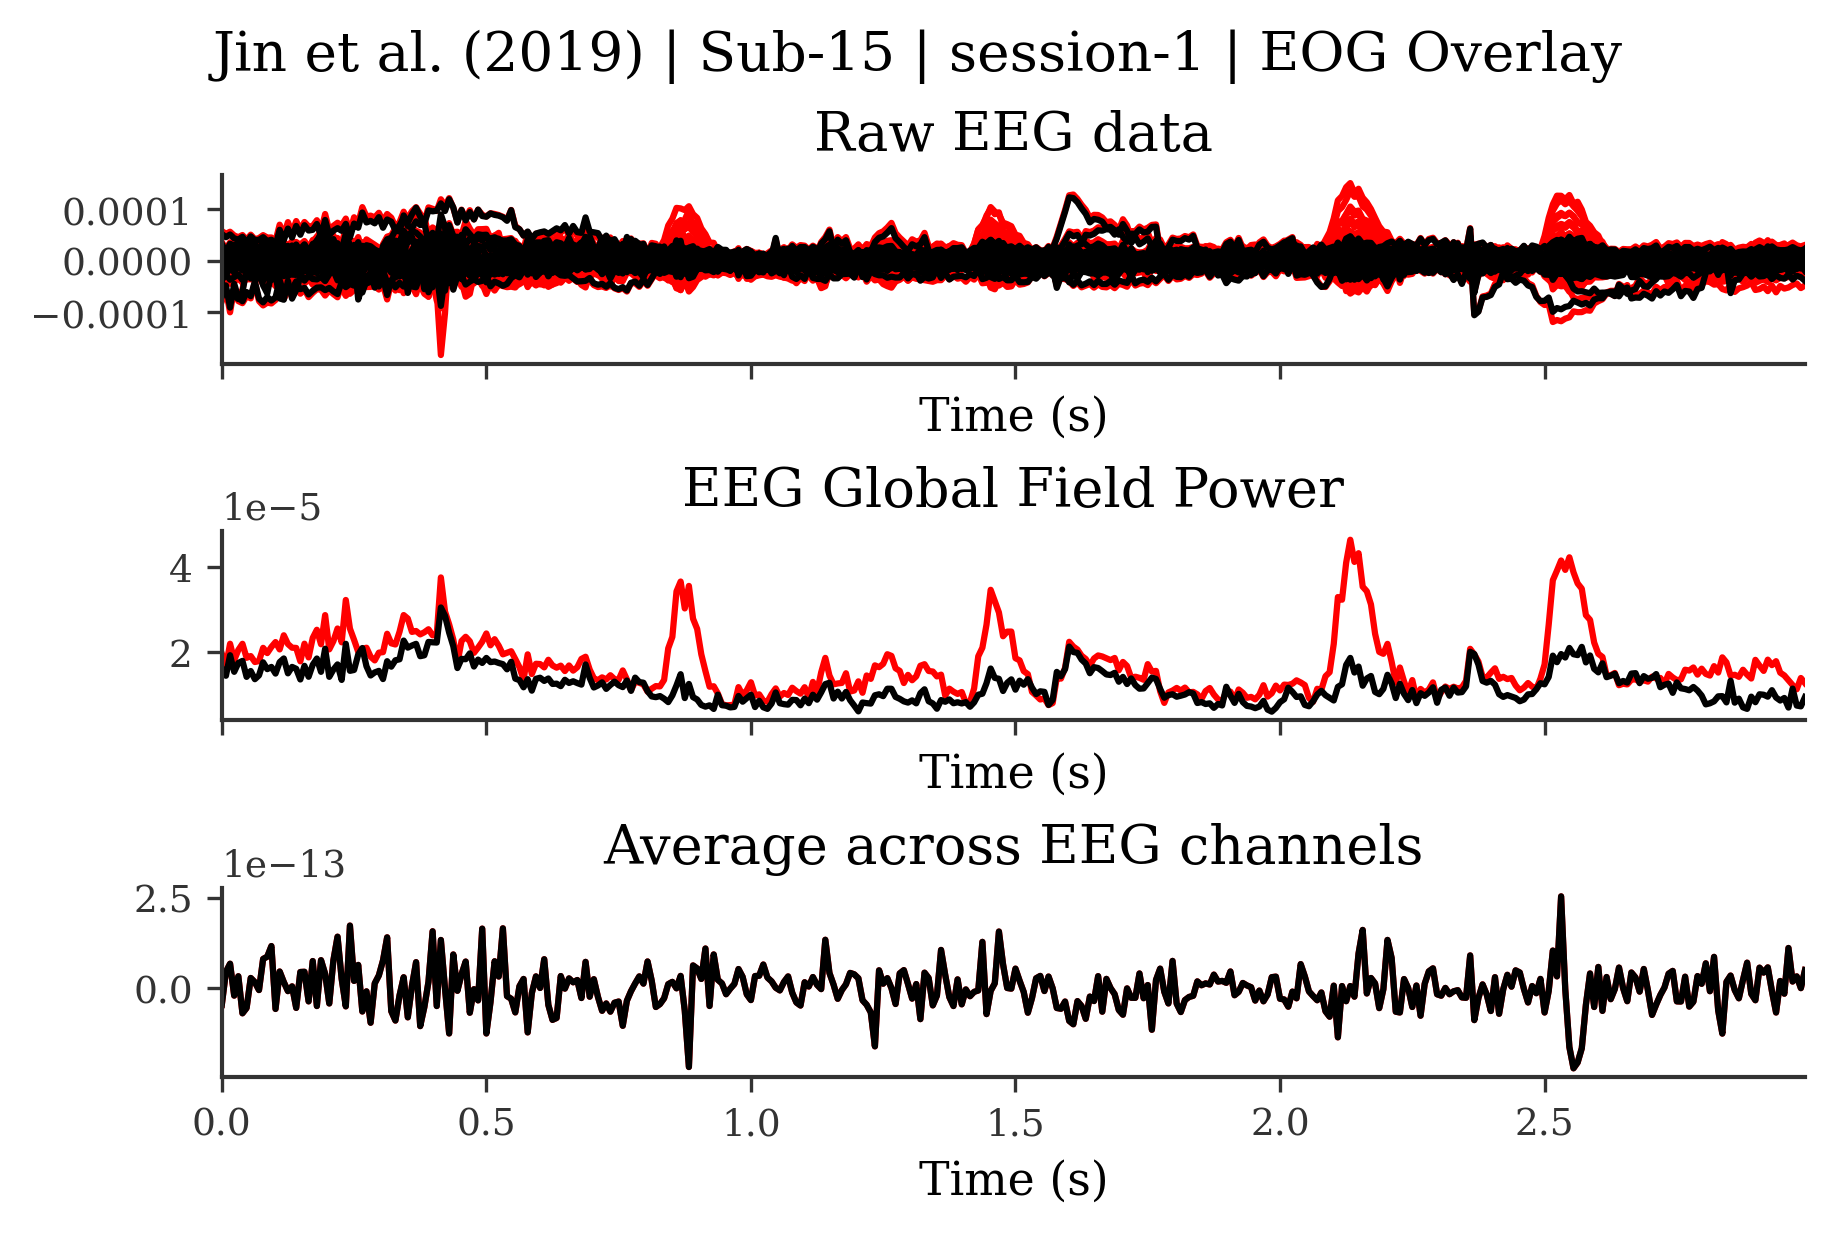 Jin et al. (2019) | Sub-15 | session-1 | EOG Overlay
Raw EEG data
0.0001
0.0000
−0.0001
Time (s)
EEG Global Field Power
1e−5
4
2
Time (s)
Average across EEG channels
1e−13
2.5
0.0
0.0 0.5 1.0 1.5 2.0 2.5
Time (s)